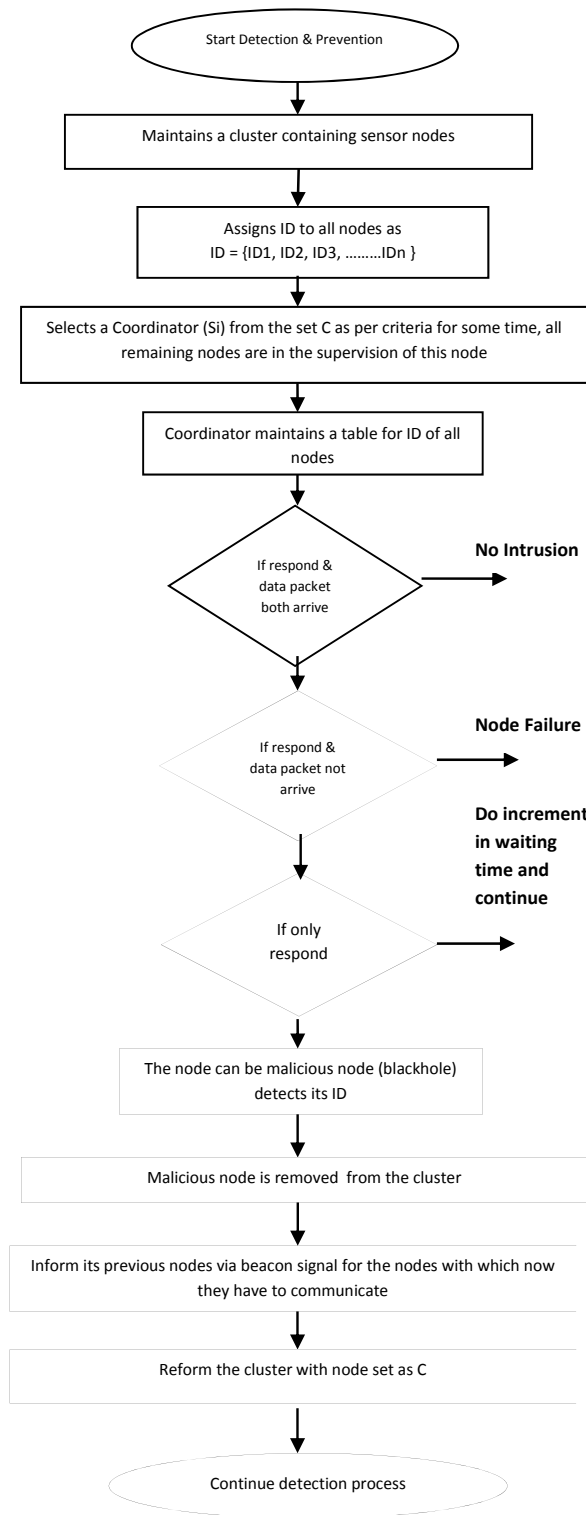 Start Detection & Prevention
Maintains a cluster containing sensor nodes
Assigns ID to all nodes as
ID = {ID1, ID2, ID3, .........IDn }
Selects a Coordinator (Si) from the set C as per criteria for some time, all
remaining nodes are in the supervision of this node
Coordinator maintains a table for ID of all
nodes
If respond &
data packet
both arrive
No Intrusion
If respond &
data packet not
arrive
Node Failure
If only
respond
Do increment
in waiting
time and
continue
The node can be malicious node (blackhole)
detects its ID
Malicious node is removed from the cluster
Inform its previous nodes via beacon signal for the nodes with which now
they have to communicate
Reform the cluster with node set as C
Continue detection process